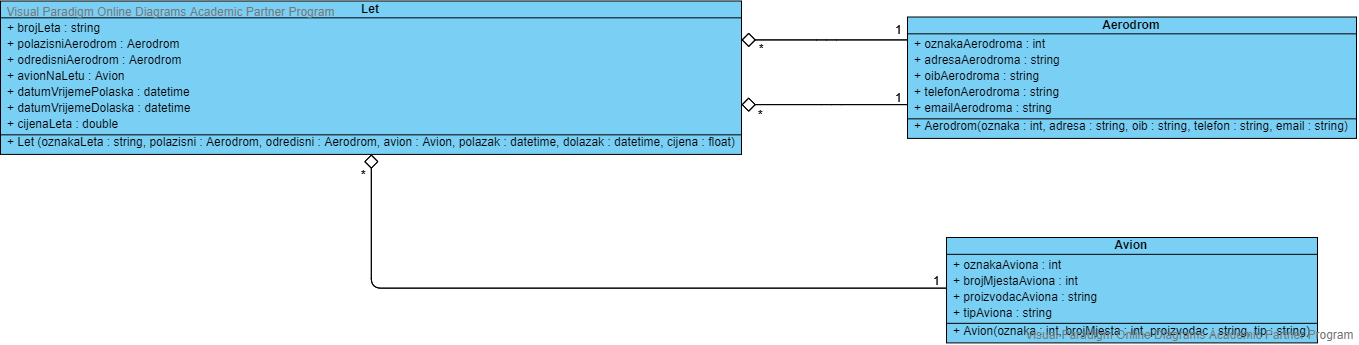 Visual Paradigm Online Diagrams Academic Partner Program
Let
+ brojLeta : string
+ polazisniAerodrom : Aerodrom
+ odredisniAerodrom : Aerodrom
+ avionNaLetu : Avion
+ datumVrijemePolaska : datetime
+ datumVrijemeDolaska : datetime
+ cijenaLeta : double
+ Let (oznakaLeta : string, polazisni : Aerodrom, odredisni : Aerodrom, avion : Avion, polazak : datetime, dolazak : datetime, cijena : float)
* 1
* 1
Aerodrom
+ oznakaAerodroma : int
+ adresaAerodroma : string
+ oibAerodroma : string
+ telefonAerodroma : string
+ emailAerodroma : string
+ Aerodrom(oznaka : int, adresa : string, oib : string, telefon : string, email : string)
* 1
Avion
+ oznakaAviona : int
+ brojMjestaAviona : int
+ proizvodacAviona : string
+ tipAviona : string
+ Avion(oznaka : int, brojMjesta : int, proizvodac : string, tip : string)
Visual Paradigm Online Diagrams Academic Partner Program